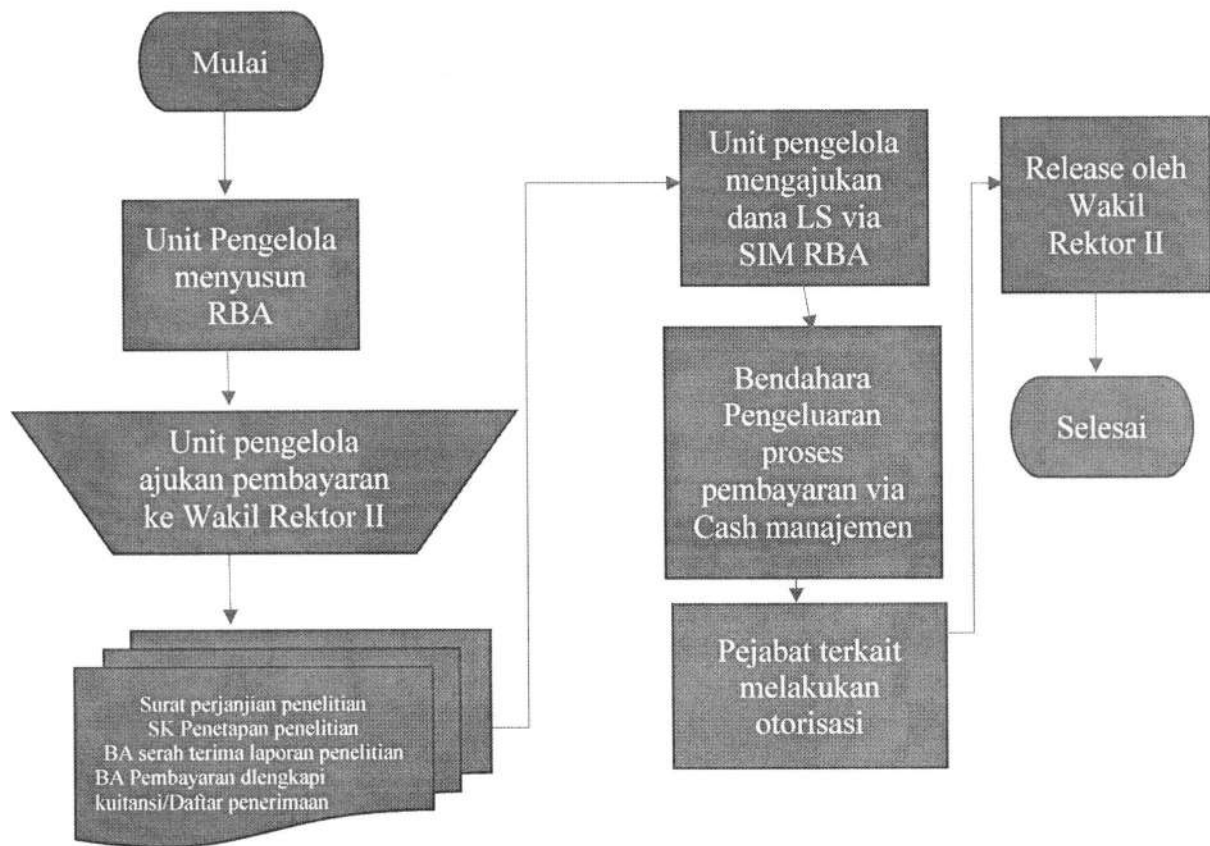 Mulai
Unit Pengelola
menyusun
RBA
Unit pengelola
ajukan pembayaran
ke Wakil Rektor II
Surat perjanjian penelitian
SK Penetapan penelitian
BA serah terima laporan penelitian
BA Pembayaran dlengkapi
kuitansi/Daftar penerimaan
Unit pengelola
mengajukan
dana LS via
SIM RBA
Bendahara
Pengeluaran
proses
pembayaran via
Cash manajemen
Pejabat terkait
melakukan
otorisasi
Release oleh
Wakil
Rektor II
Selesai